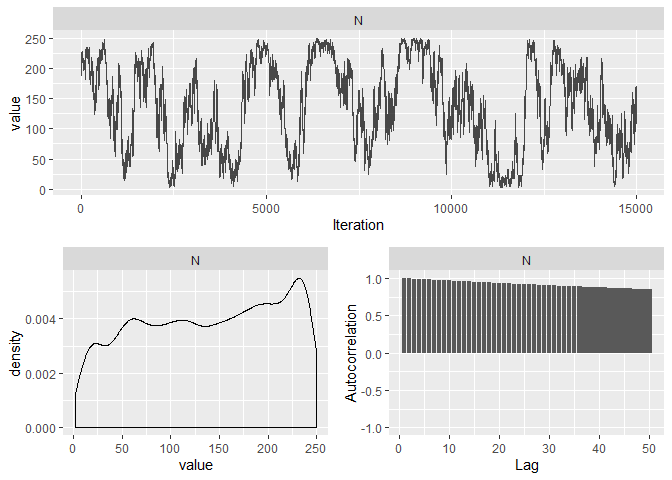 N
250
200
150
100
50
0
value
0 5000 10000 15000
Iteration
N
0.004
0.002
0.000
density
0 50 100 150 200 250
value
N
1.0
0.5
0.0
-0.5
-1.0
Autocorrelation
0 10 20 30 40 50
Lag